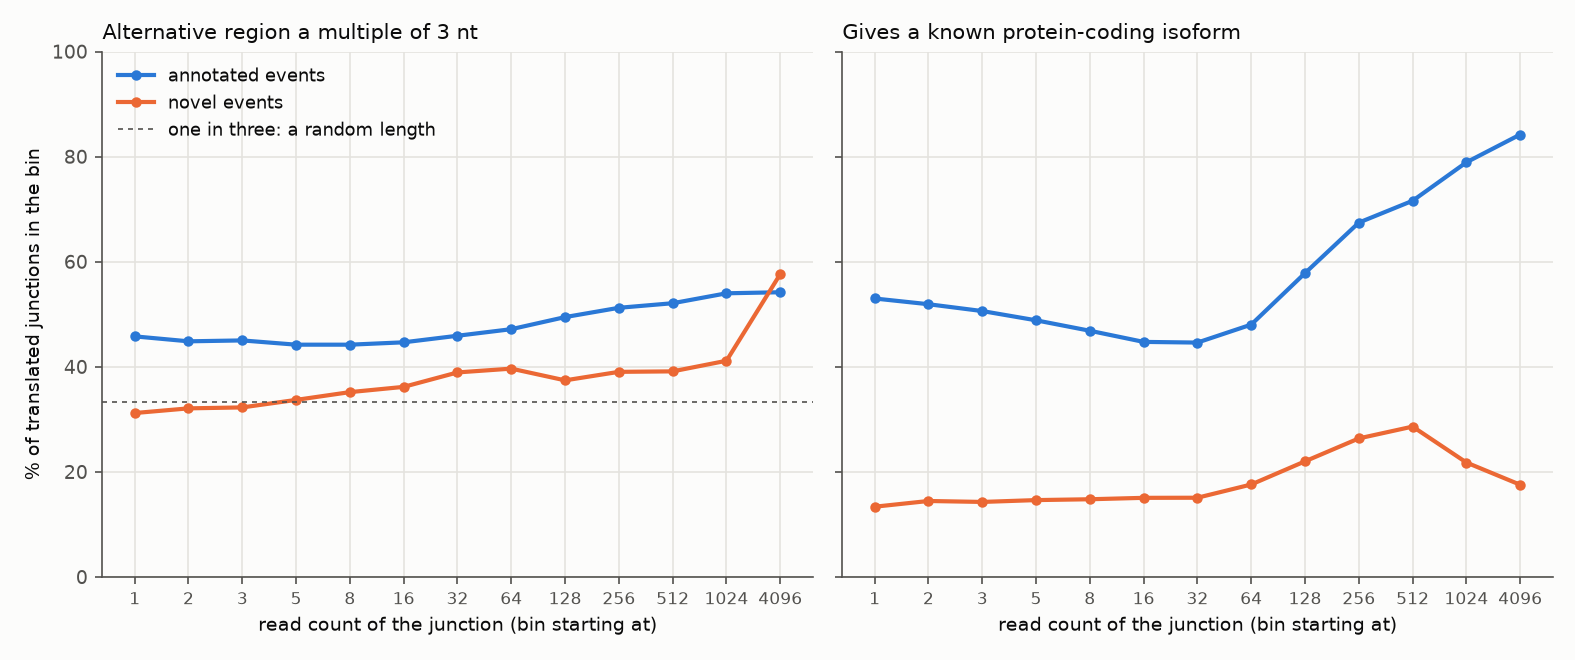 Alternative region a multiple of 3 nt
annotated events
novel events
one in three: a random length
% of translated junctions in the bin
100
80
60
40
20
0
1 2 3 5 8 16 32 64 128 256 512 1024 4096
read count of the junction (bin starting at)
Gives a known protein-coding isoform
1 2 3 5 8 16 32 64 128 256 512 1024 4096
read count of the junction (bin starting at)